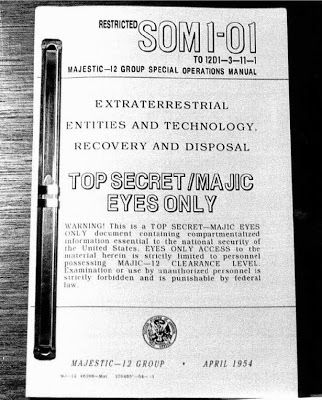 RESTRICTED
SOM 1-01
TO 12D1-3-11-1
MAJESTIC-12 GROUP SPECIAL OPERATIONS MANUAL
EXTRATERRESTRIAL
ENTITIES AND TECHNOLOGY,
RECOVERY AND DISPOSAL
TOP SECRET/MAJIC
EYES ONLY
WARNING! This is a TOP SECRET—MAJIC EYES
ONLY document containing compartmentalized
information essential to the national security of
the United States. EYES ONLY ACCESS to the
material herein is strictly limited to personnel
possessing MAJIC—12 CLEARANCE LEVEL.
Examination or use by unauthorized personnel is
strictly forbidden and is punishable by federal
law.
MAJESTIC—12 GROUP • APRIL 1954